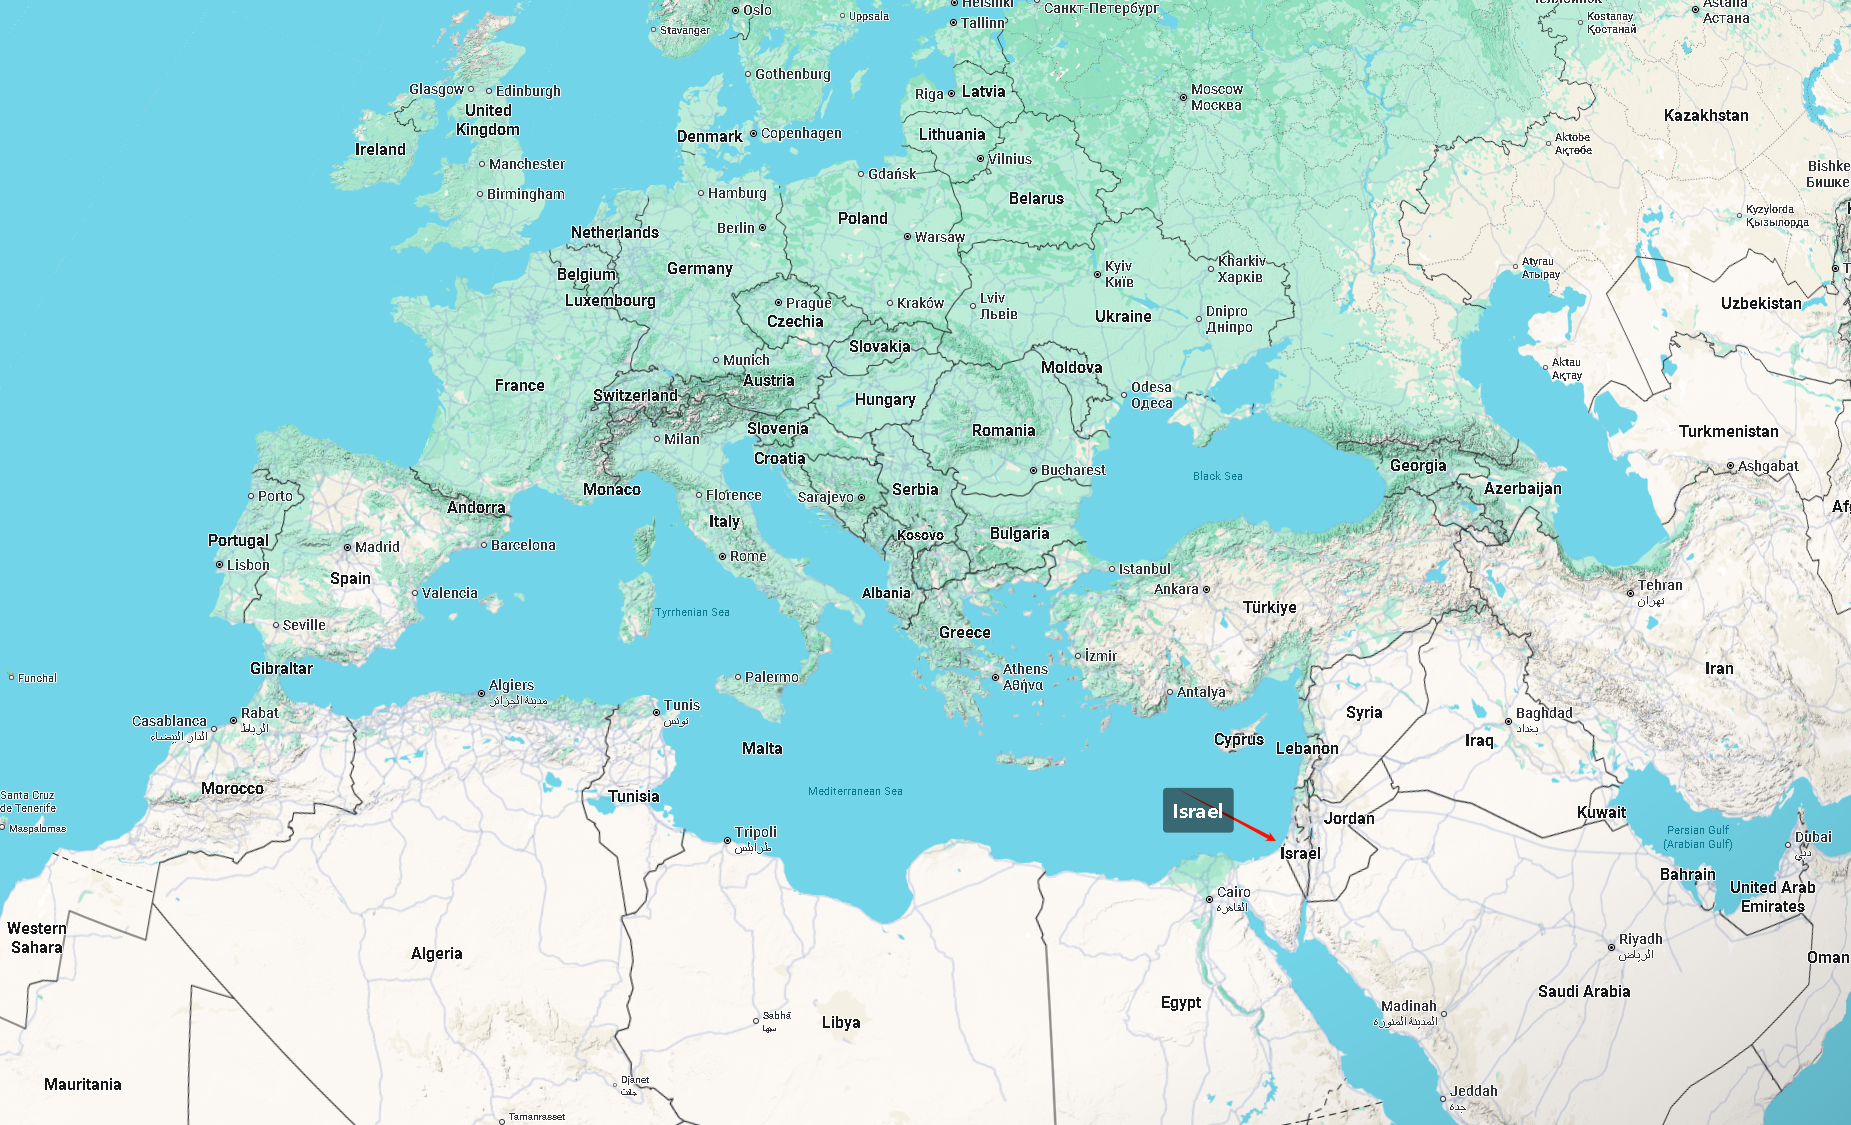 Oslo
Helsinki
Санкт-Петербург
Uppsala
Tallinn
Stavanger
Astana
Астана
Kostanay
Қостанай
Gothenburg
Glasgow
Edinburgh
United
Kingdom
Riga
Latvia
Moscow
Москва
Kazakhstan
Denmark
Copenhagen
Lithuania
Ireland
Aktobe
Ақтөбе
Manchester
Vilnius
Gdańsk
Birmingham
Hamburg
Belarus
Bishke
Бишке
Poland
Kyzylorda
Қызылорда
Netherlands
Berlin
Warsaw
Belgium
Germany
Kyiv
Київ
Kharkiv
Харків
Atyrau
Атырау
Luxembourg
Prague
Czechia
Kraków
Lviv
Львів
Ukraine
Dnipro
Дніпро
Uzbekistan
Slovakia
Munich
Austria
Moldova
Aktau
Ақтау
France
Switzerland
Hungary
Odesa
Одеса
Slovenia
Romania
Milan
Turkmenistan
Croatia
Georgia
Ashgabat
Bucharest
Black Sea
Monaco
Florence
Sarajevo
Serbia
Azerbaijan
Porto
Andorra
Italy
Kosovo
Bulgaria
Portugal
Madrid
Barcelona
Rome
Lisbon
Spain
Istanbul
Ankara
Tehran
تهران
Valencia
Albania
Tyrrhenian Sea
Türkiye
Seville
Greece
Gibraltar
İzmir
Iran
Funchal
Palermo
Athens
Αθήνα
Algiers
مدينة الجزائر
Antalya
Tunis
تونس
Casablanca
الدار البيضاء
Rabat
الرباط
Syria
Baghdad
بغداد
Malta
Cyprus
Lebanon
Iraq
Morocco
Mediterranean Sea
Tunisia
Santa Cruz
de Tenerife
Maspalomas
Israel
Jordan
Kuwait
Tripoli
طرابلس
Persian Gulf
(Arabian Gulf)
Dubai
دبي
Israel
Bahrain
Cairo
القاهرة
United Arab
Emirates
Western
Sahara
Algeria
Riyadh
الرياض
Oman
Egypt
Saudi Arabia
Madinah
المدينة المنورة
Sabhā
سبها
Libya
Mauritania
Djanet
جانت
Jeddah
جدة
Tamanrasset